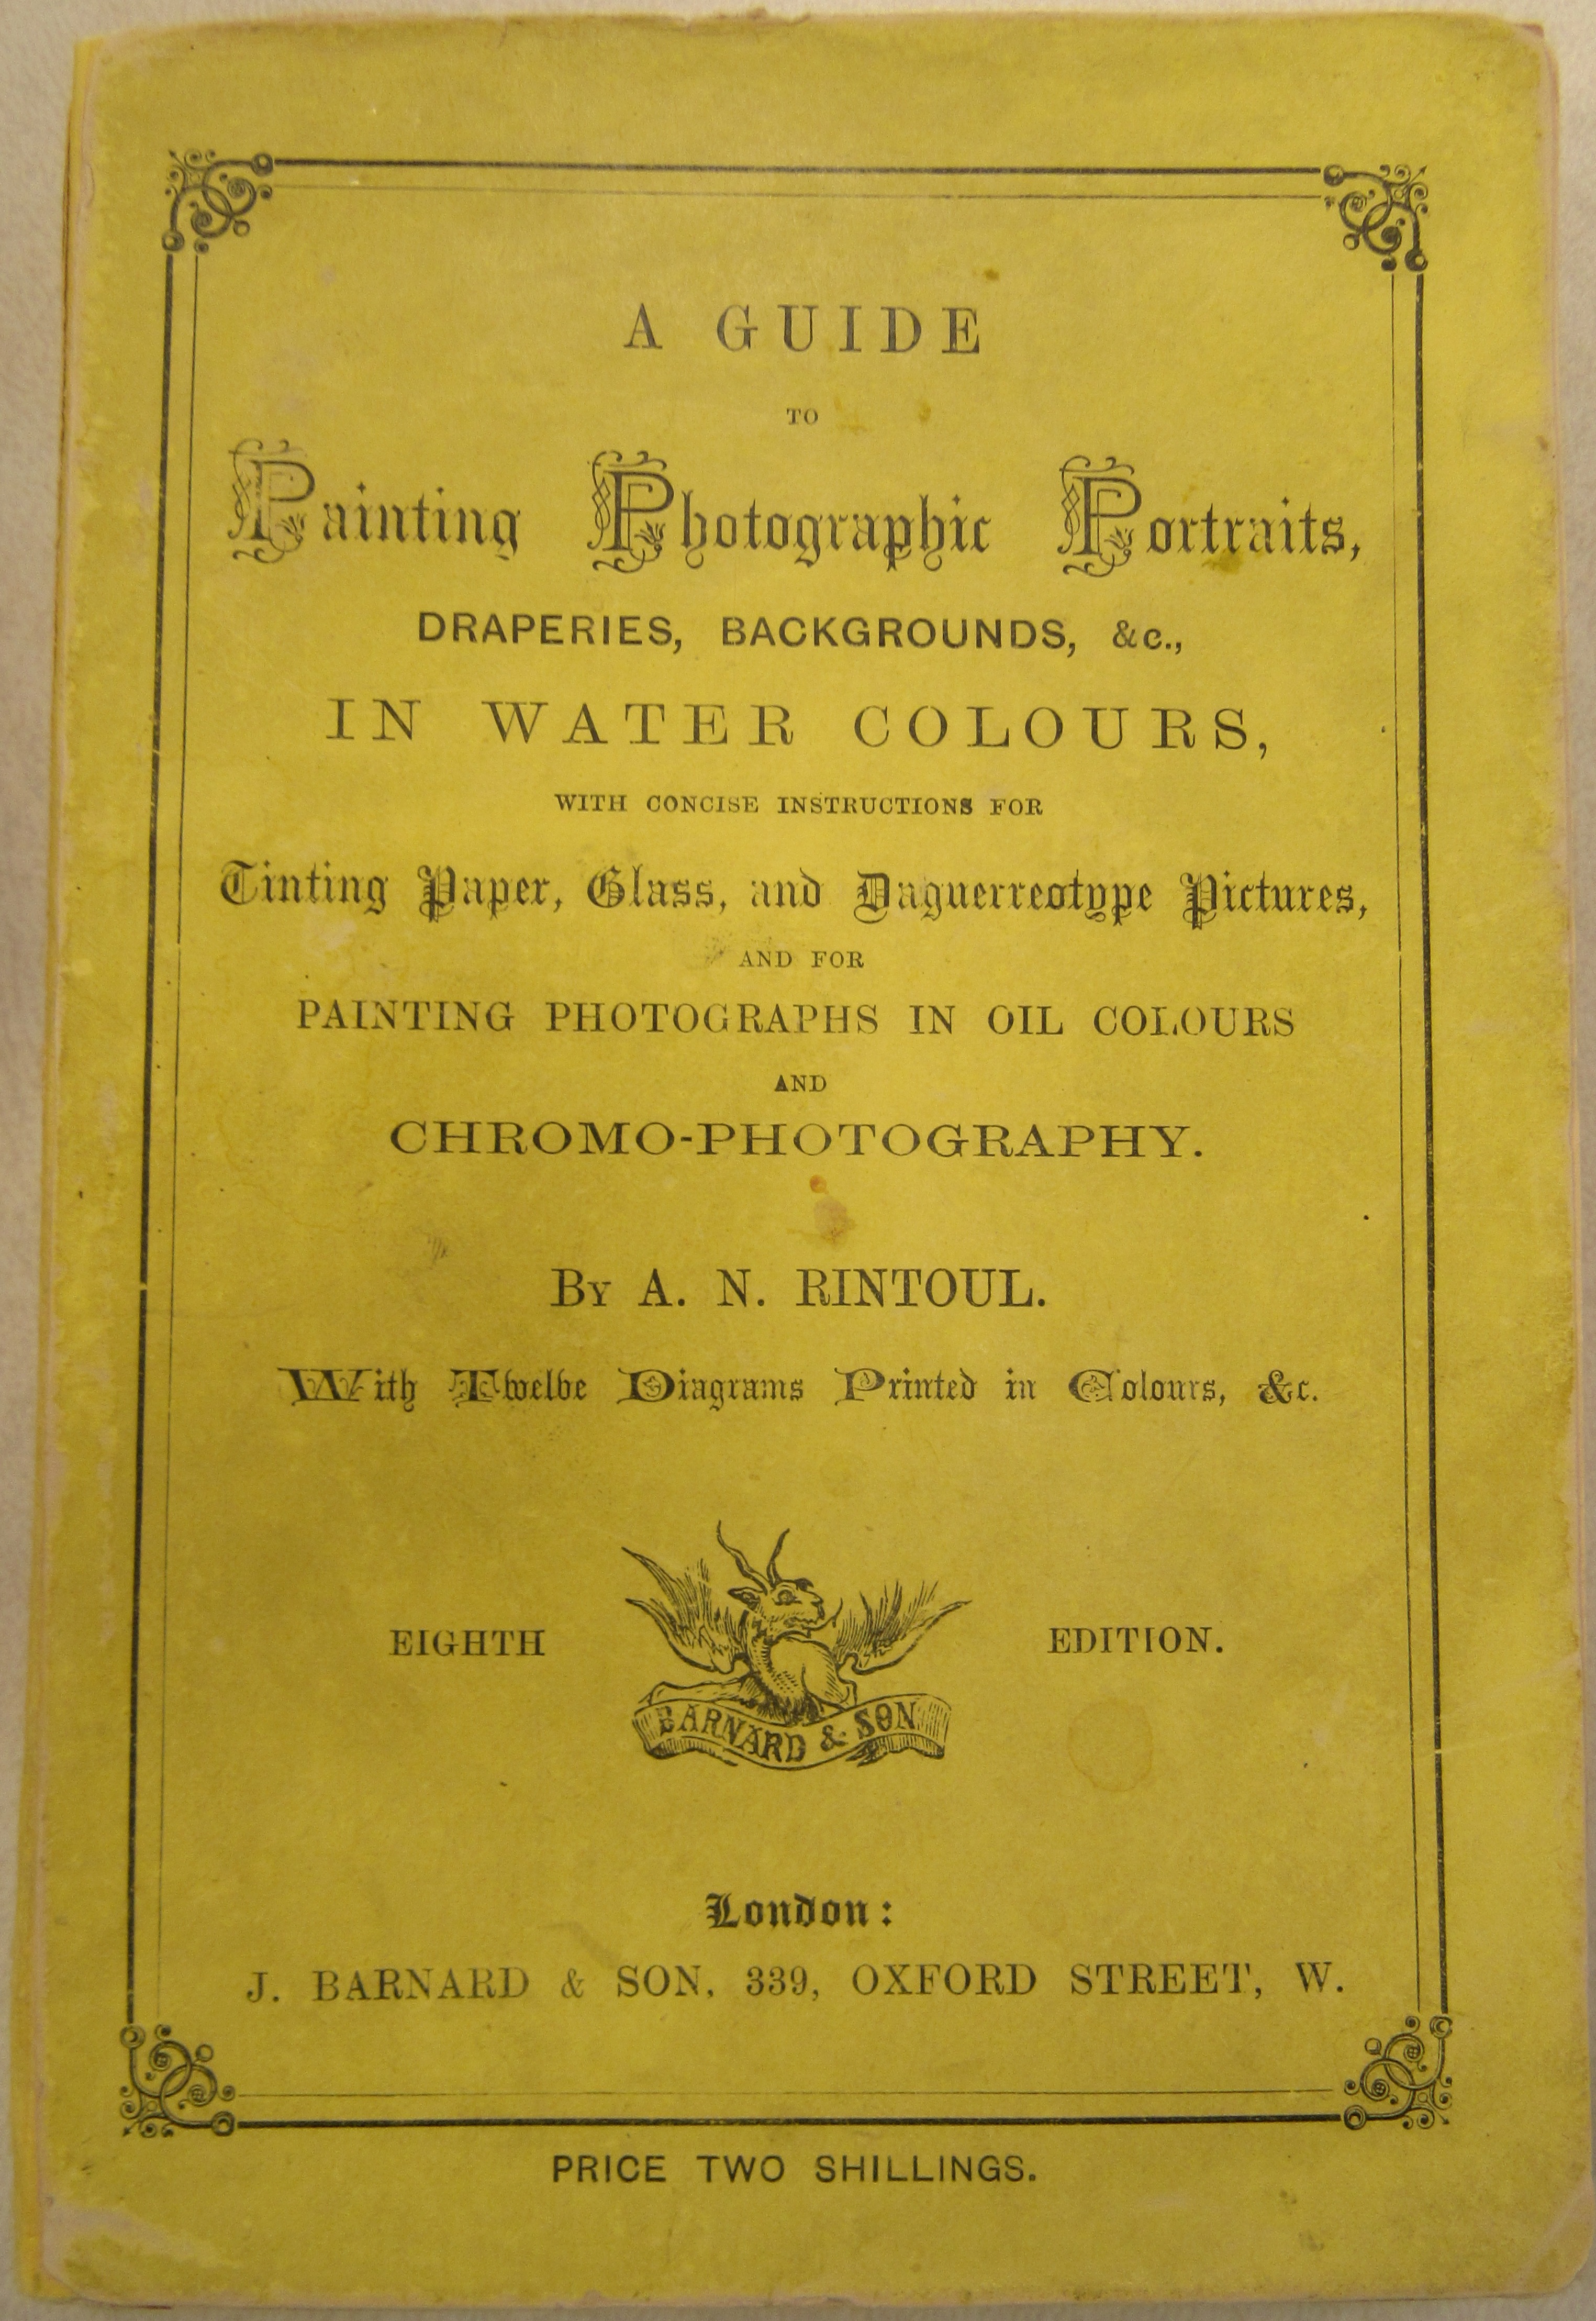 A GUIDE
TO
Painting Photographic Portraits,
DRAPERIES, BACKGROUNDS, &c.,
IN WATER COLOURS,
WITH CONCISE INSTRUCTIONS FOR
Tinting Paper, Glass, and Daguerreotype Pictures,
AND FOR
PAINTING PHOTOGRAPHS IN OIL COLOURS
AND
CHROMO-PHOTOGRAPHY.
BY A. N. RINTOUL.
With Twelve Diagrams Printed in Colours, &c.
EIGHTH EDITION.
BARNARD & SON
London:
J. BARNARD & SON, 339, OXFORD STREET, W.
PRICE TWO SHILLINGS.